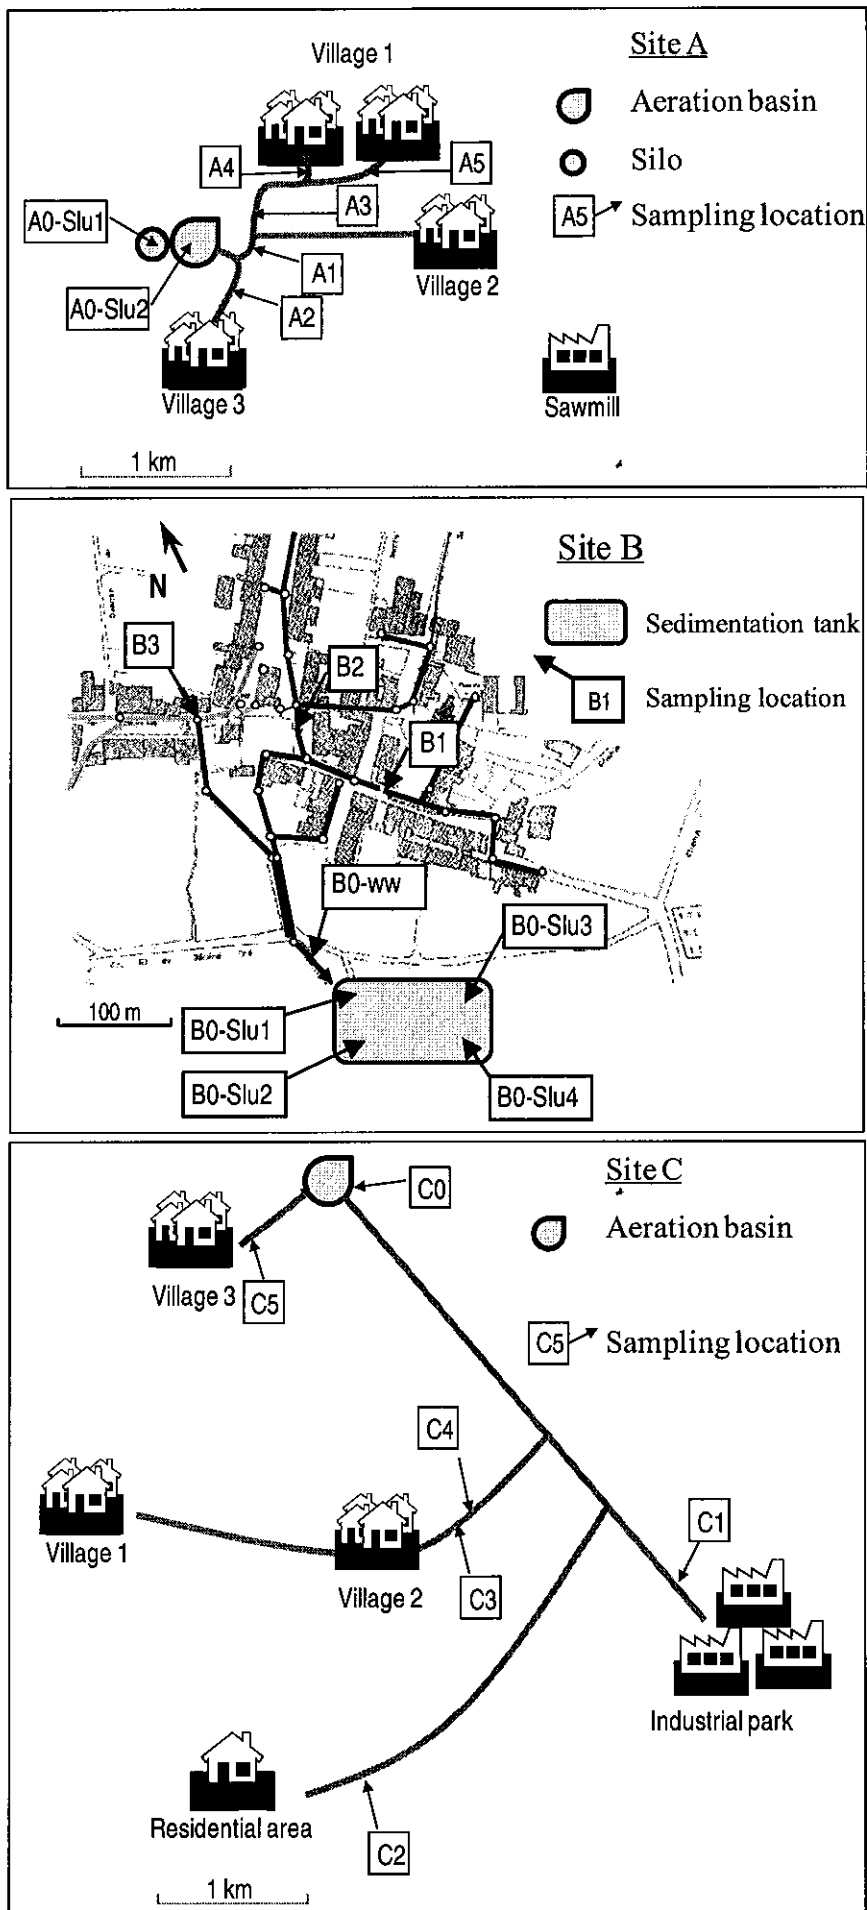 Village 1
Site A
Aeration basin
Silo
Sampling location
A4
A5
A5
A3
A0-Slu1
A1
Village 2
A0-Slu2
A2
Village 3
Sawmill
1 km
Site B
N
Sedimentation tank
B3
B2
B1
Sampling location
B1
B0-ww
B0-Slu3
100 m
B0-Slu1
B0-Slu2
B0-Slu4
Site C
C0
Aeration basin
Village 3
C5
C5
Sampling location
C4
C1
Village 1
Village 2
C3
Industrial park
Residential area
C2
1 km